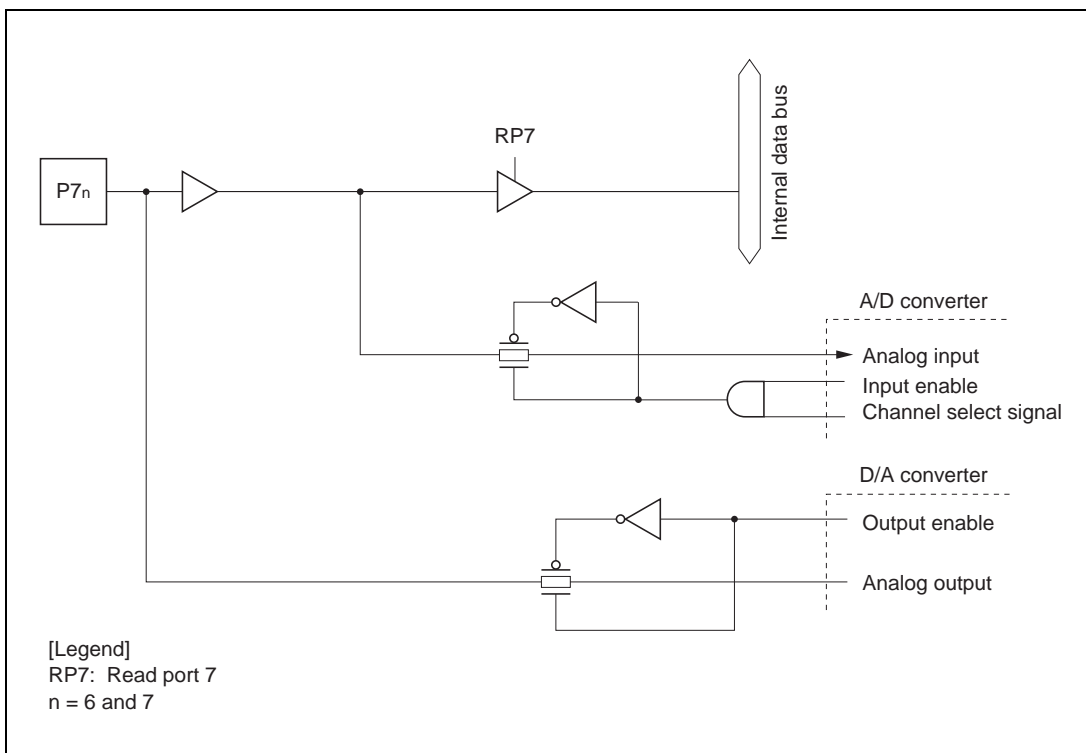 RP7
P7n
Internal data bus
A/D converter
Analog input
Input enable
Channel select signal
D/A converter
Output enable
Analog output
[Legend]
RP7: Read port 7
n = 6 and 7